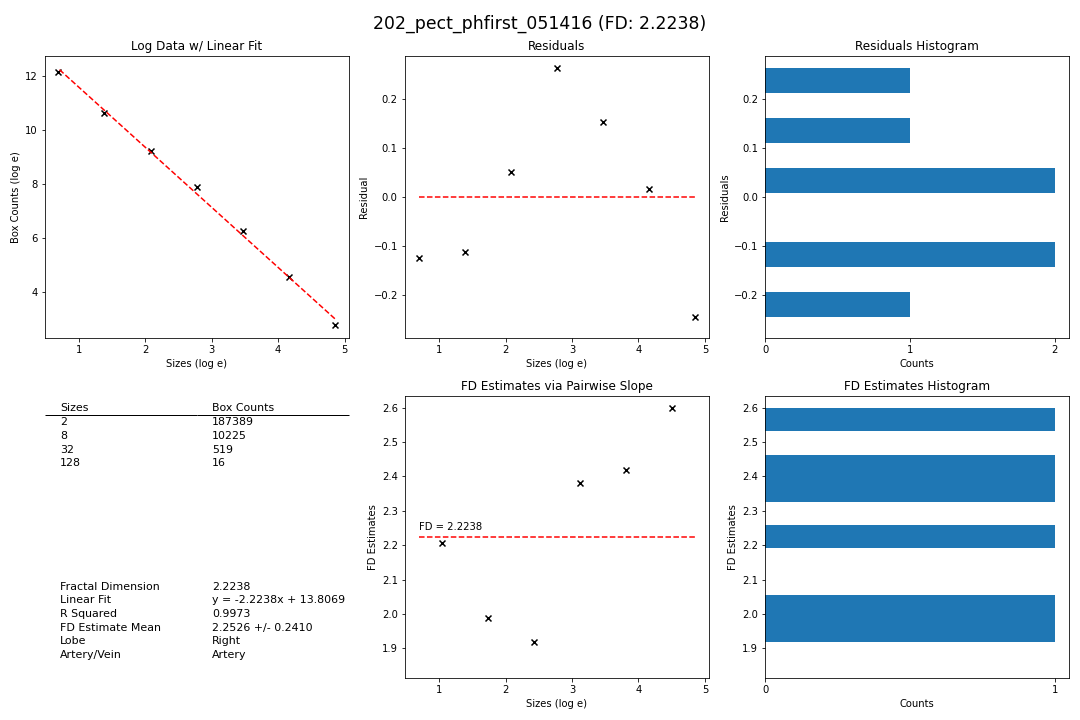 202_pect_phfirst_051416 (FD: 2.2238)
Log Data w/ Linear Fit
Box Counts (log e)
12
10
8
6
4
1 2 3 4 5
Sizes (log e)
Residuals
Residual
0.2
0.1
0.0
−0.1
−0.2
1 2 3 4 5
Sizes (log e)
Residuals Histogram
Residuals
0.2
0.1
0.0
−0.1
−0.2
0 1 2
Counts
Sizes Box Counts
2 187389
8 10225
32 519
128 16
Fractal Dimension 2.2238
Linear Fit y = -2.2238x + 13.8069
R Squared 0.9973
FD Estimate Mean 2.2526 +/- 0.2410
Lobe Right
Artery/Vein Artery
FD Estimates via Pairwise Slope
FD Estimates
2.6
2.5
2.4
2.3
2.2
2.1
2.0
1.9
FD = 2.2238
1 2 3 4 5
Sizes (log e)
FD Estimates Histogram
FD Estimates
2.6
2.5
2.4
2.3
2.2
2.1
2.0
1.9
0 1
Counts